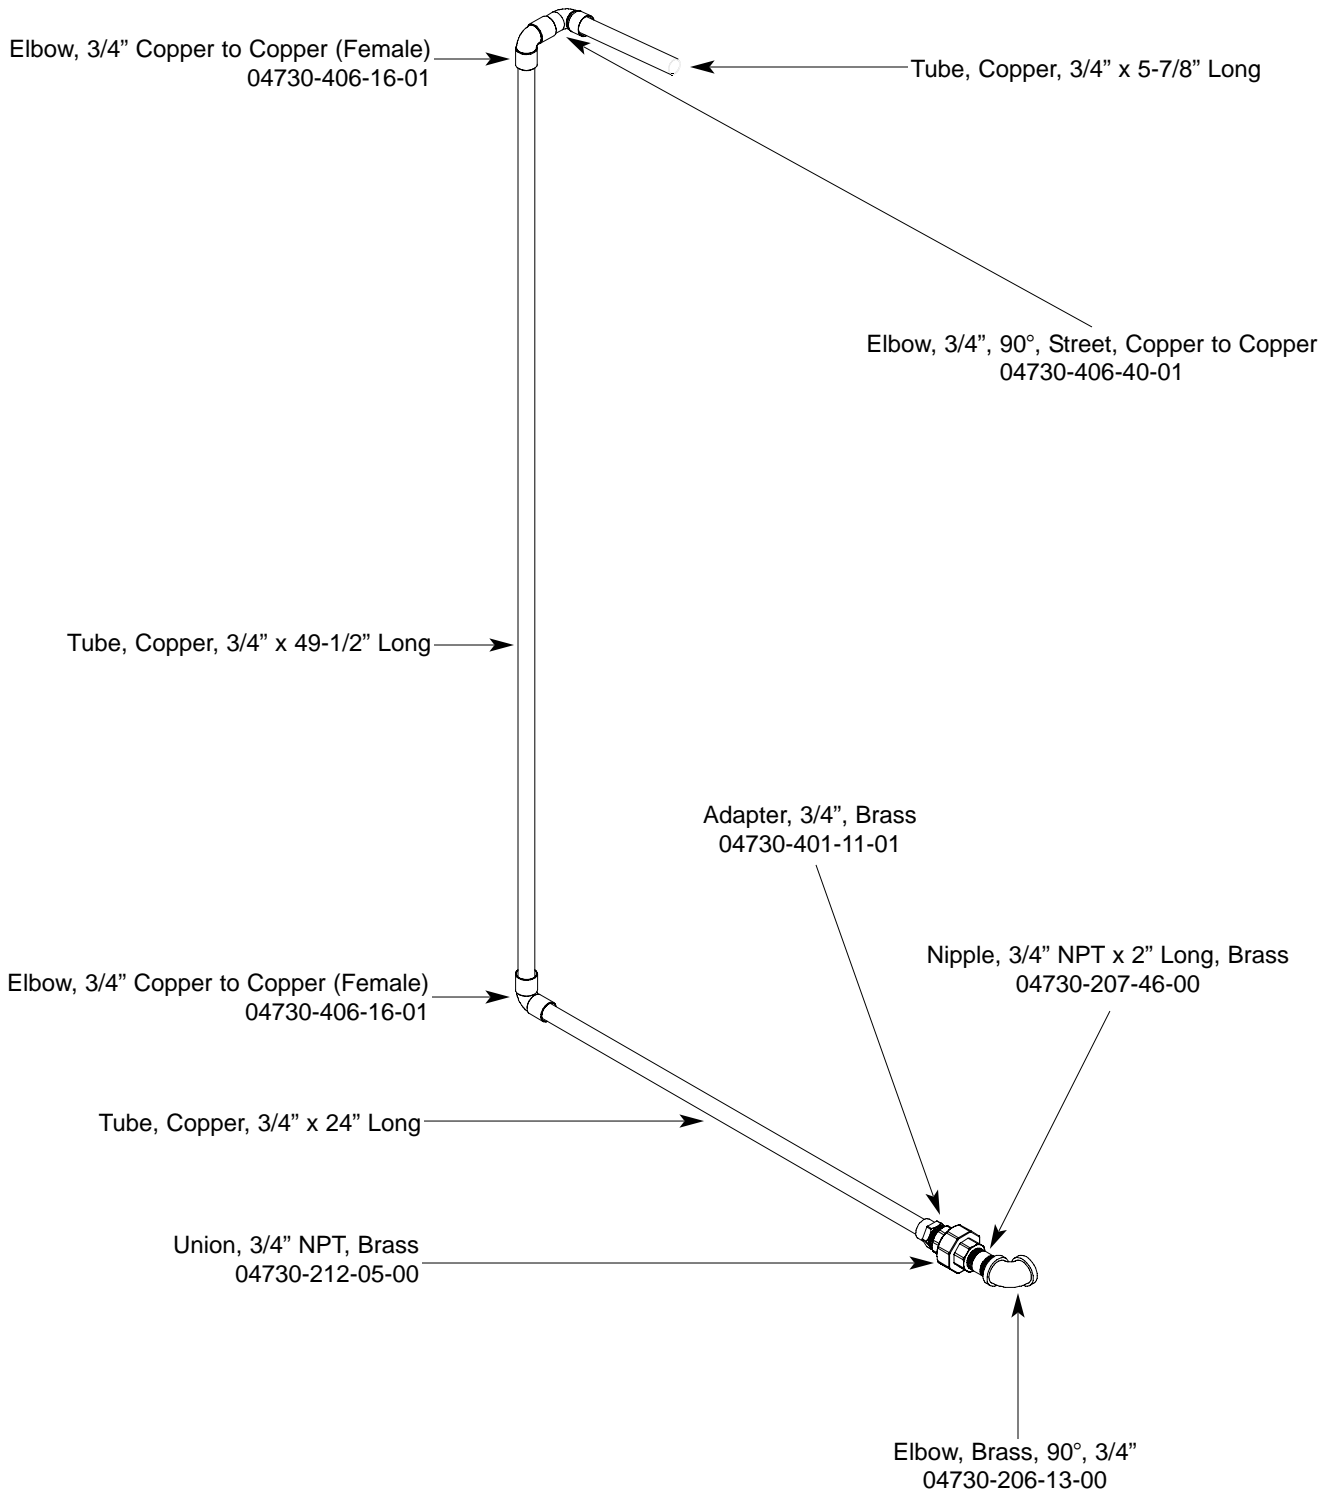 Elbow, 3/4” Copper to Copper (Female)
04730-406-16-01
Tube, Copper, 3/4” x 5-7/8” Long
Elbow, 3/4”, 90°, Street, Copper to Copper
04730-406-40-01
Tube, Copper, 3/4” x 49-1/2” Long
Adapter, 3/4”, Brass
04730-401-11-01
Nipple, 3/4” NPT x 2” Long, Brass
04730-207-46-00
Elbow, 3/4” Copper to Copper (Female)
04730-406-16-01
Tube, Copper, 3/4” x 24” Long
Union, 3/4” NPT, Brass
04730-212-05-00
Elbow, Brass, 90°, 3/4”
04730-206-13-00